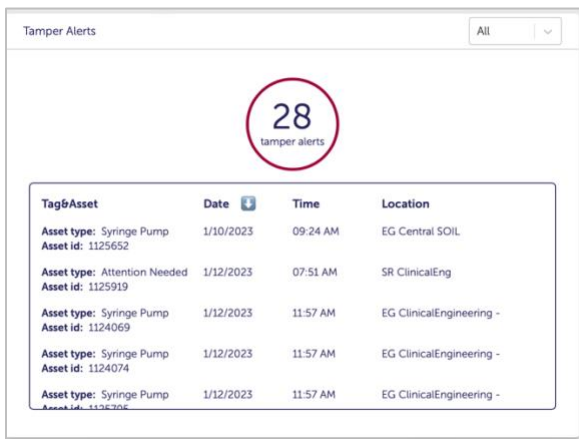 Tamper Alerts
All
28
tamper alerts
Tag&Asset Date Time Location
Asset type: Syringe Pump 1/10/2023 09:24 AM EG Central SOIL
Asset id: 1125652
Asset type: Attention Needed 1/12/2023 07:51 AM SR ClinicalEng
Asset id: 1125919
Asset type: Syringe Pump 1/12/2023 11:57 AM EG ClinicalEngineering -
Asset id: 1124069
Asset type: Syringe Pump 1/12/2023 11:57 AM EG ClinicalEngineering -
Asset id: 1124074
Asset type: Syringe Pump 1/12/2023 11:57 AM EG ClinicalEngineering -
Asset id: